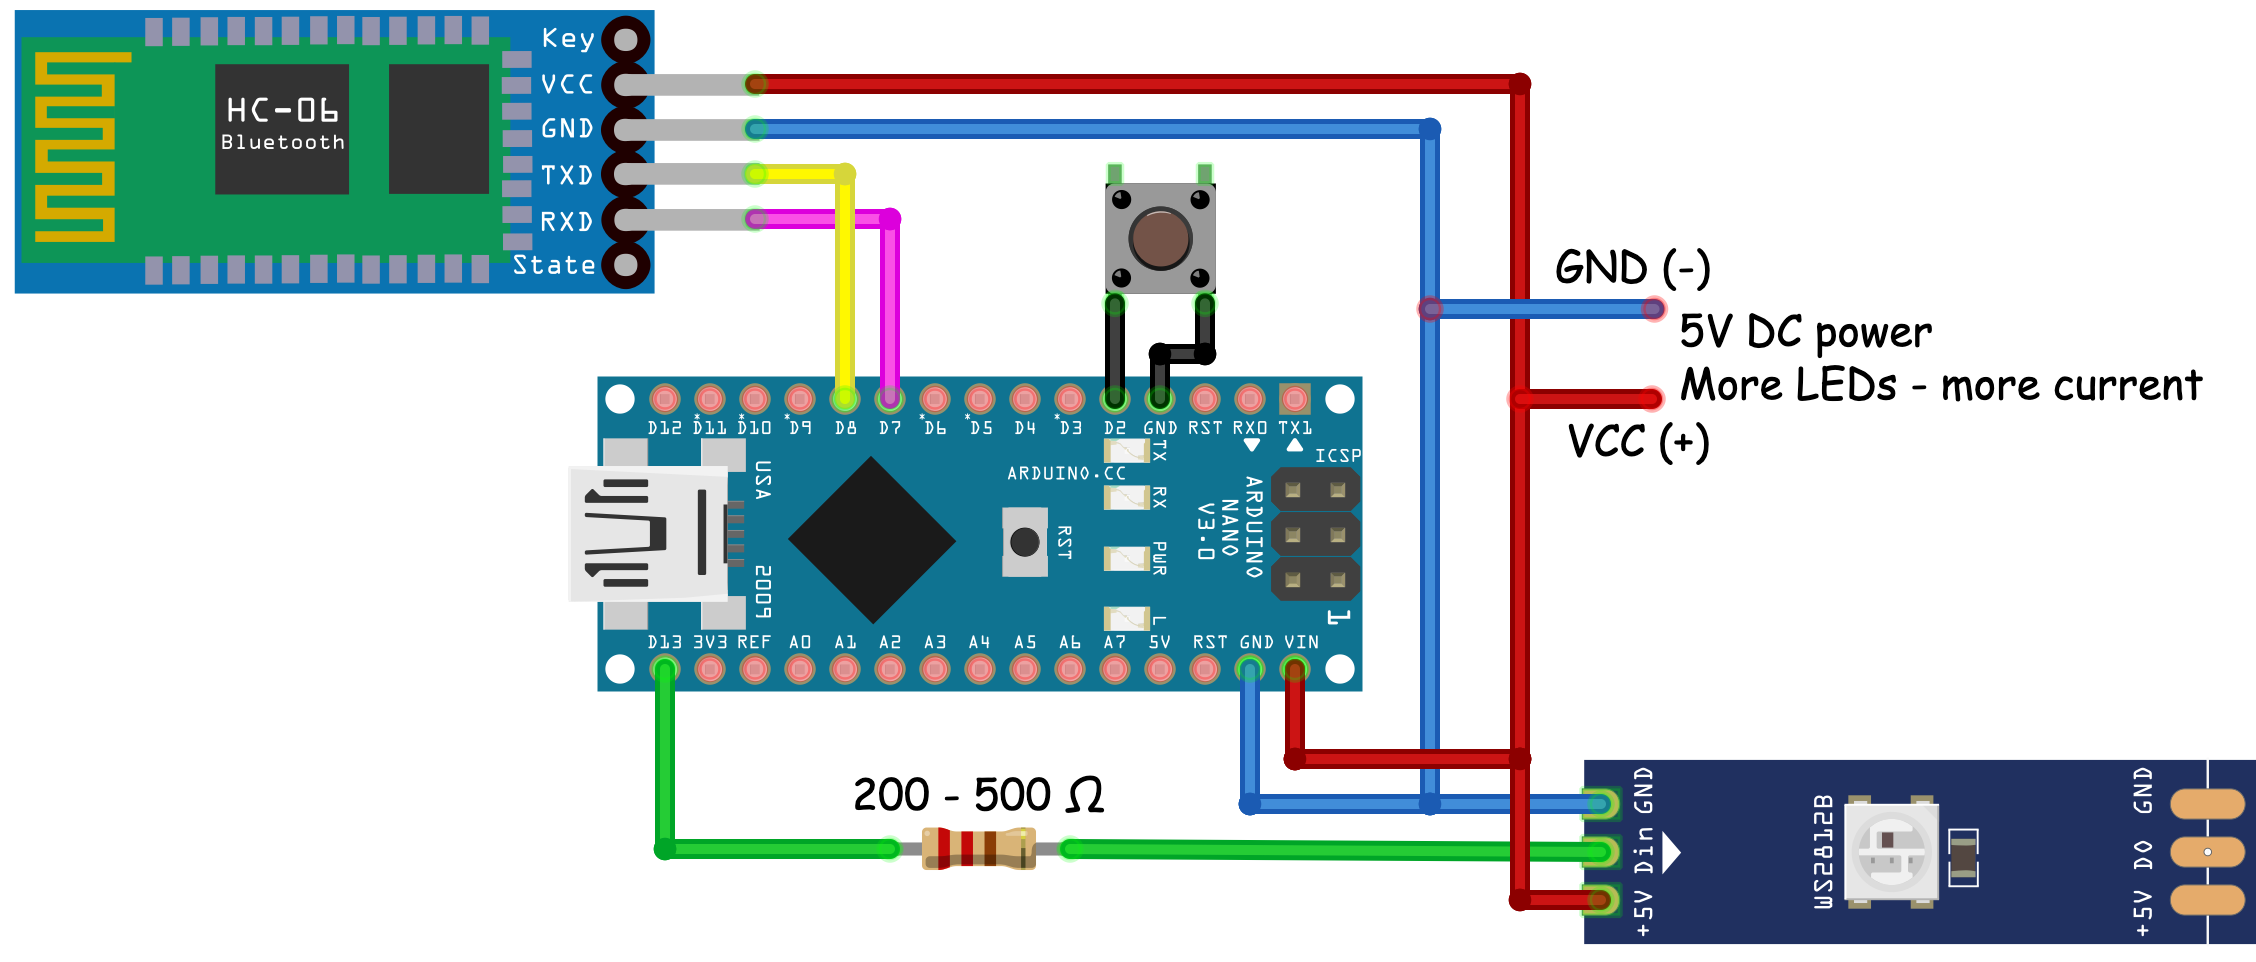 Key
VCC
GND
TXD
RXD
State
HC-06
Bluetooth
GND (-)
5V DC power
More LEDs - more current
VCC (+)
D12 *D11 *D10 *D9 D8 D7 *D6 *D5 D4 *D3 D2 GND RST RX0 TX1
ARDUINO.CC
ICSP
TX
RX
PWR
L
RST
USA
2009
ARDUINO
NANO
V3.0
1
D13 3V3 REF A0 A1 A2 A3 A4 A5 A6 A7 5V RST GND VIN
200 - 500 Ω
GND
Din
+5V
WS2812B
GND
DO
+5V